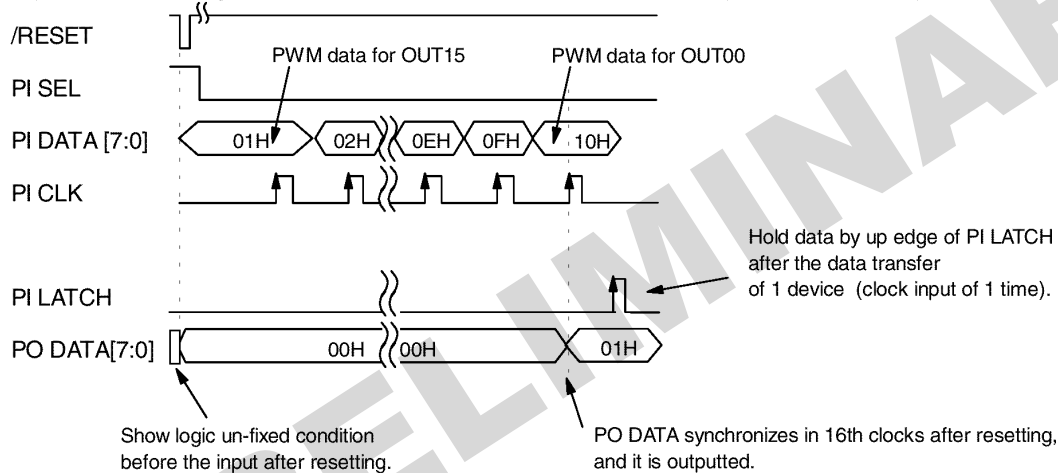 /RESET
PWM data for OUT15
PWM data for OUT00
PI SEL
PI DATA [7:0]
01H
02H
0EH
0FH
10H
PI CLK
Hold data by up edge of PI LATCH
after the data transfer
of 1 device (clock input of 1 time).
PI LATCH
PO DATA[7:0]
00H
00H
01H
Show logic un-fixed condition
before the input after resetting.
PO DATA synchronizes in 16th clocks after resetting,
and it is outputted.
ELIMINAR